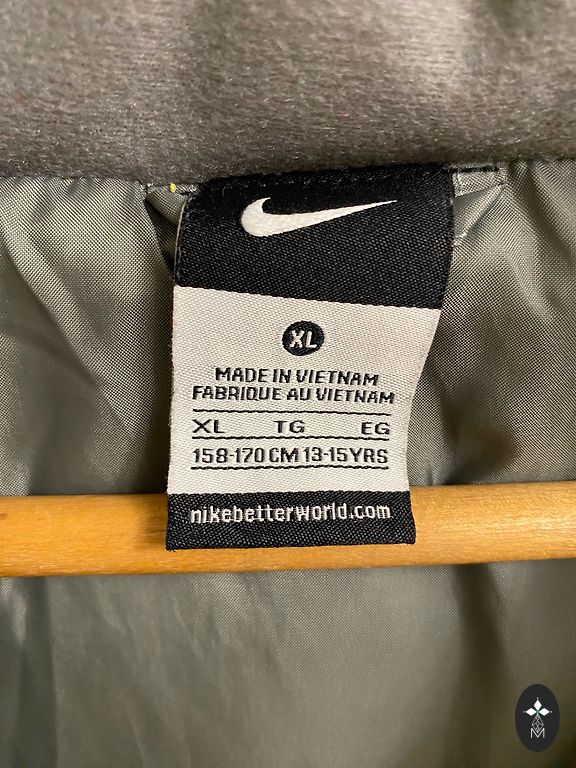 XL
MADE IN VIETNAM
FABRIQUE AU VIETNAM
XL TG EG
158-170 CM 13-15 YRS
nikebetterworld.com
M